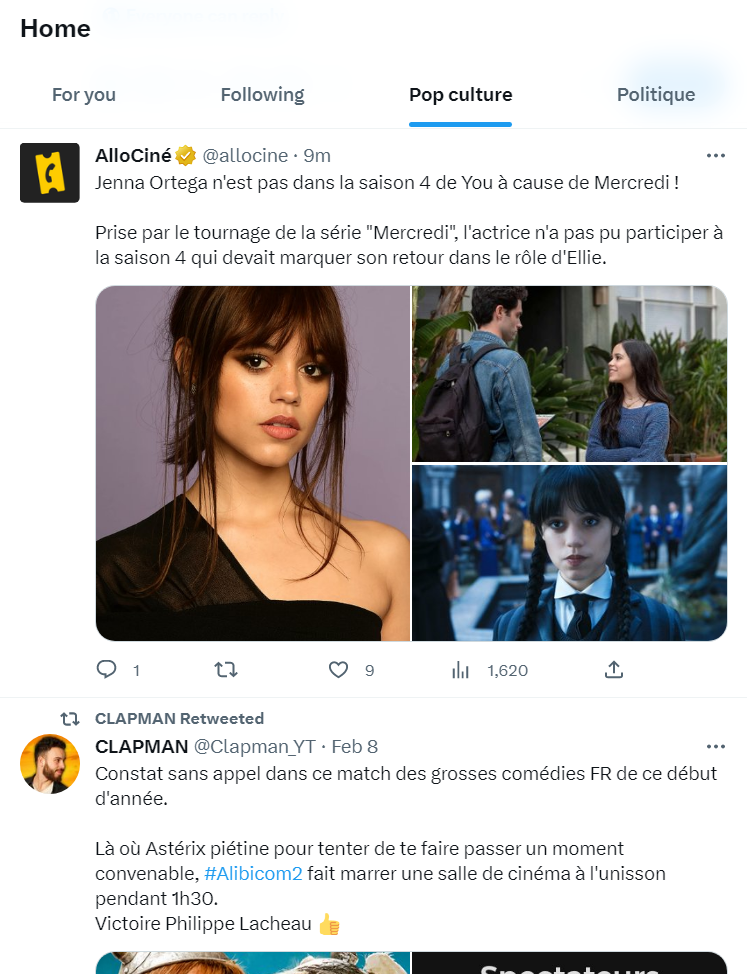 Home
For you
Following
Pop culture
Politique
AlloCiné @allocine · 9m
Jenna Ortega n'est pas dans la saison 4 de You à cause de Mercredi !
Prise par le tournage de la série "Mercredi", l'actrice n'a pas pu participer à
la saison 4 qui devait marquer son retour dans le rôle d'Ellie.
1
9
1,620
CLAPMAN Retweeted
CLAPMAN @Clapman_YT · Feb 8
Constat sans appel dans ce match des grosses comédies FR de ce début
d'année.
Là où Astérix piétine pour tenter de te faire passer un moment
convenable, #Alibicom2 fait marrer une salle de cinéma à l'unisson
pendant 1h30.
Victoire Philippe Lacheau 👍
Spectateurs